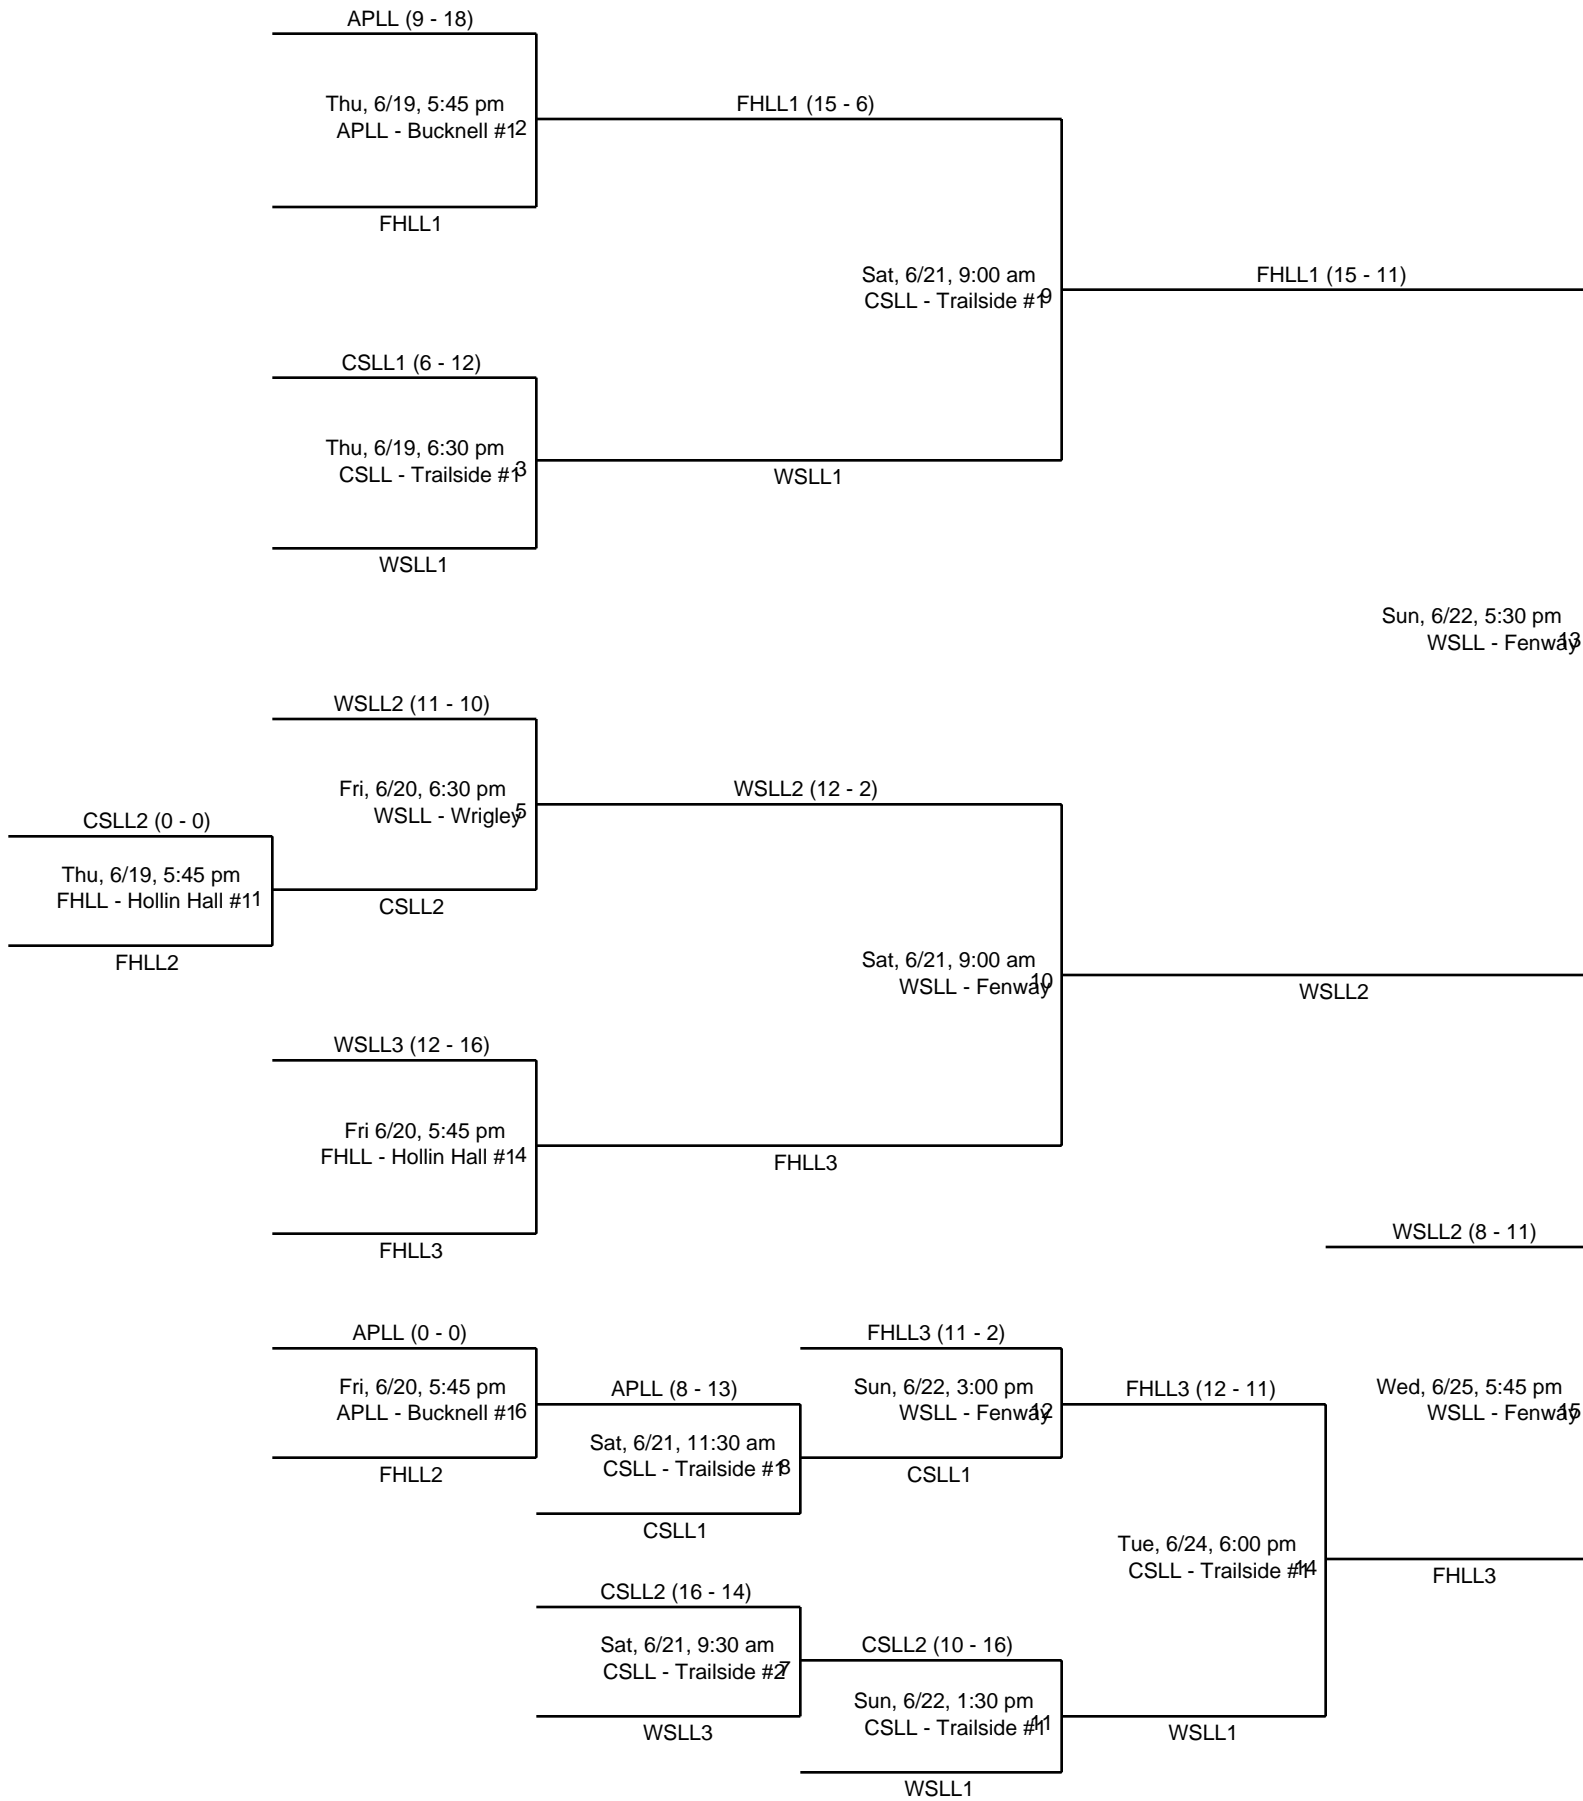 APLL (9 - 18)
Thu, 6/19, 5:45 pm
APLL - Bucknell #1
2
FHLL1
FHLL1 (15 - 6)
CSLL1 (6 - 12)
Thu, 6/19, 6:30 pm
CSLL - Trailside #1
3
WSLL1
Sat, 6/21, 9:00 am
CSLL - Trailside #1
9
WSLL1
FHLL1 (15 - 11)
Sun, 6/22, 5:30 pm
WSLL - Fenway
13
CSLL2 (0 - 0)
Thu, 6/19, 5:45 pm
FHLL - Hollin Hall #1
1
FHLL2
WSLL2 (11 - 10)
Fri, 6/20, 6:30 pm
WSLL - Wrigley
5
CSLL2
WSLL2 (12 - 2)
WSLL3 (12 - 16)
Fri 6/20, 5:45 pm
FHLL - Hollin Hall #1
4
FHLL3
Sat, 6/21, 9:00 am
WSLL - Fenway
10
FHLL3
WSLL2
WSLL2 (8 - 11)
APLL (0 - 0)
Fri, 6/20, 5:45 pm
APLL - Bucknell #1
6
FHLL2
APLL (8 - 13)
Sat, 6/21, 11:30 am
CSLL - Trailside #1
8
CSLL1
FHLL3 (11 - 2)
Sun, 6/22, 3:00 pm
WSLL - Fenway
12
CSLL1
FHLL3 (12 - 11)
Wed, 6/25, 5:45 pm
WSLL - Fenway
15
Tue, 6/24, 6:00 pm
CSLL - Trailside #1
14
FHLL3
CSLL2 (16 - 14)
Sat, 6/21, 9:30 am
CSLL - Trailside #2
7
WSLL3
CSLL2 (10 - 16)
Sun, 6/22, 1:30 pm
CSLL - Trailside #1
11
WSLL1
WSLL1